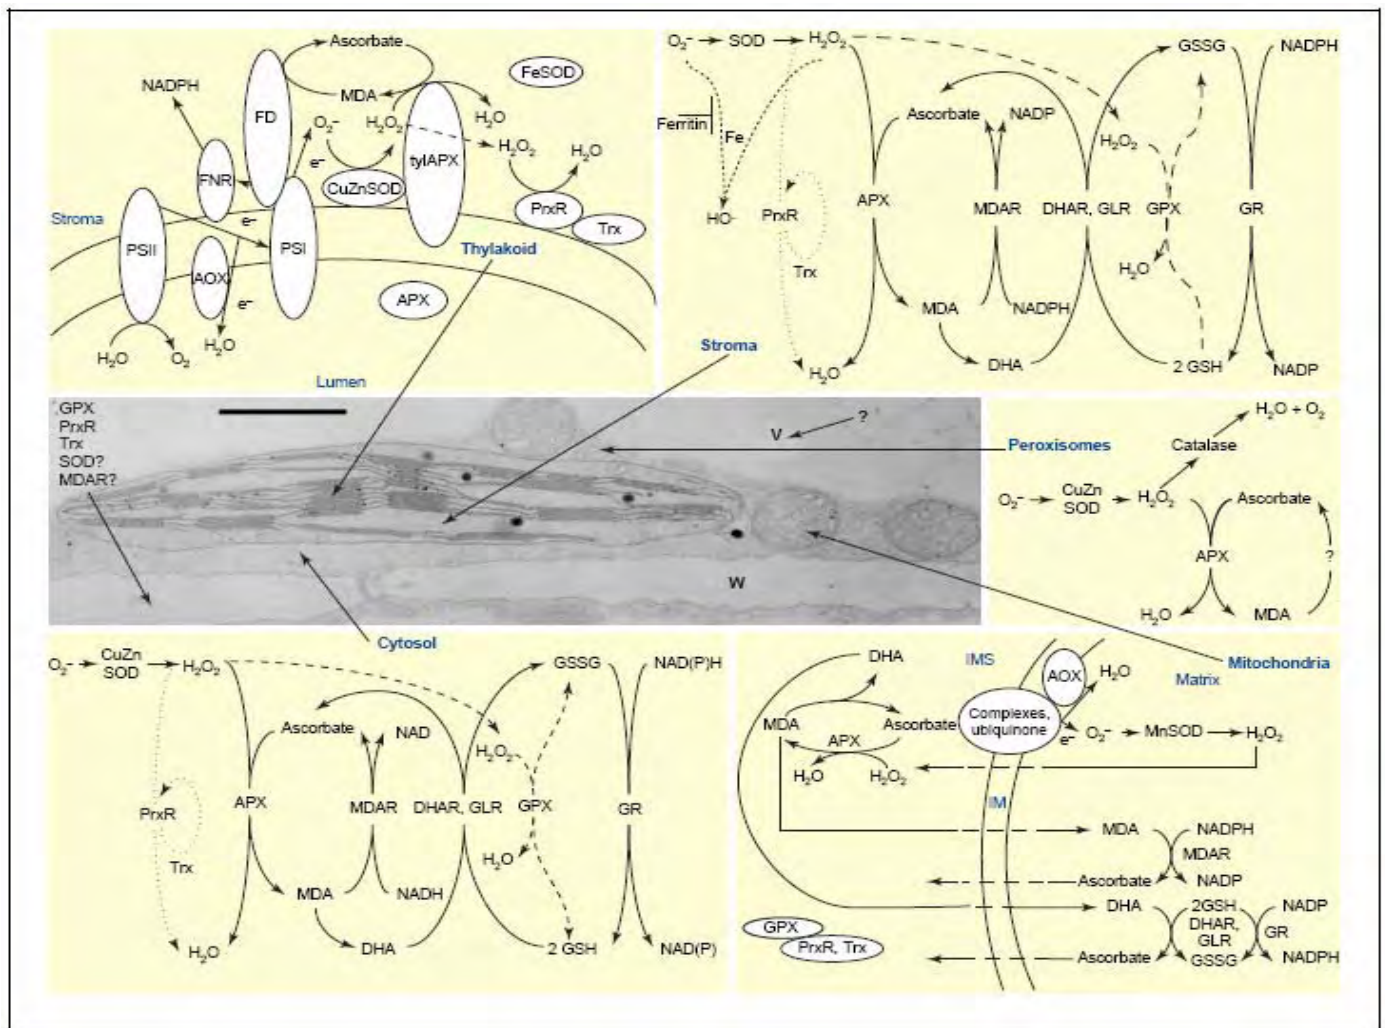 Ascorbate
FeSOD
NADPH
MDA
FD
O₂⁻
H₂O₂
H₂O
tylAPX
H₂O₂
H₂O
e⁻
FNR
CuZnSOD
PrxR
Stroma
e⁻
Trx
PSII
PSI
Thylakoid
AOX
e⁻
APX
H₂O
O₂
H₂O
Lumen
O₂⁻
SOD
H₂O₂
GSSG
NADPH
Ascorbate
NADP
Ferritin
Fe
H₂O₂
HO·
PrxR
APX
MDAR
DHAR, GLR
GPX
GR
H₂O
Trx
MDA
NADPH
Stroma
H₂O
DHA
2 GSH
NADP
GPX
PrxR
Trx
SOD?
MDAR?
V
?
W
Peroxisomes
H₂O + O₂
Catalase
O₂⁻
CuZn
SOD
H₂O₂
Ascorbate
APX
?
H₂O
MDA
Cytosol
O₂⁻
CuZn
SOD
H₂O₂
GSSG
NAD(P)H
Ascorbate
NAD
H₂O₂
PrxR
APX
MDAR
DHAR, GLR
GPX
GR
H₂O
Trx
MDA
NADH
H₂O
DHA
2 GSH
NAD(P)
DHA
IMS
Mitochondria
AOX
H₂O
Matrix
MDA
Ascorbate
Complexes,
ubiquinone
e⁻
O₂⁻
MnSOD
H₂O₂
APX
H₂O
H₂O₂
IM
MDA
NADPH
MDAR
Ascorbate
NADP
DHA
2GSH
NADP
DHAR,
GLR
GR
GPX
PrxR, Trx
Ascorbate
GSSG
NADPH